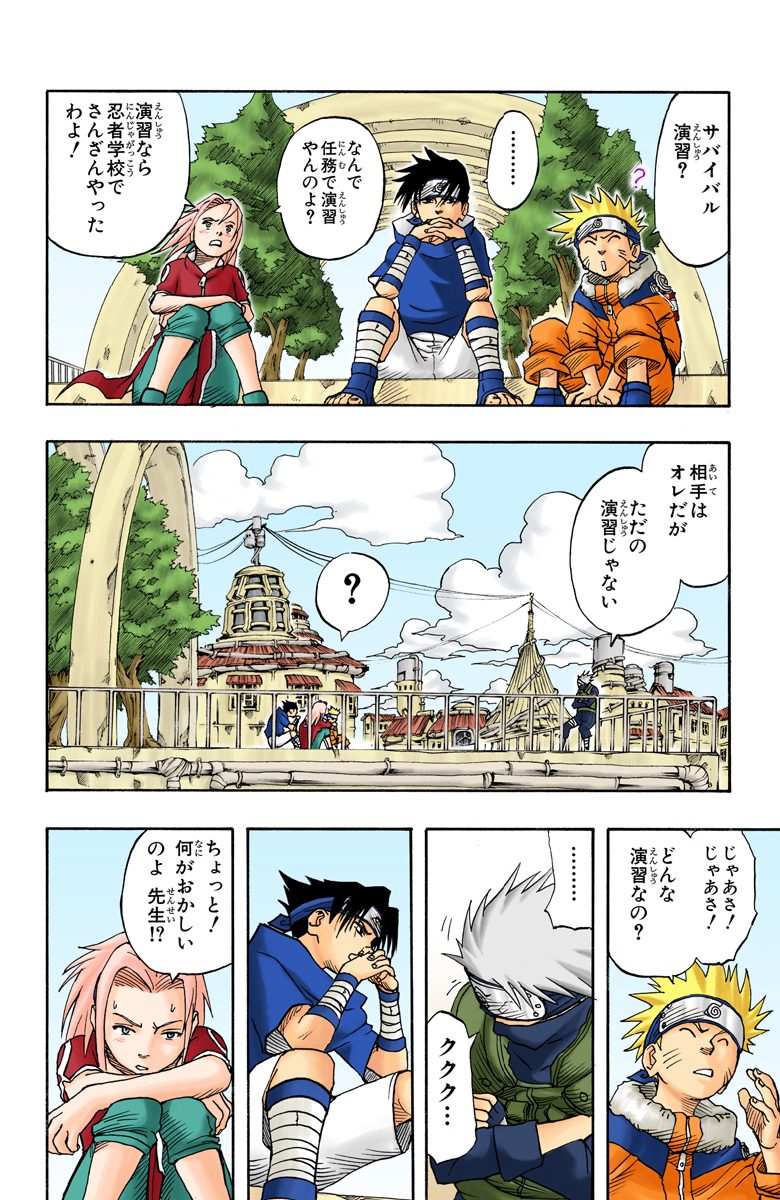 サバイバル
演習？
………
なんで
任務で演習
やんのよ？
演習なら
忍者学校で
さんざんやった
わよ！
相手は
オレだが
ただの
演習じゃない
？
じゃあさ！
じゃあさ！
どんな
演習なの？
………
ククク…
ちょっと！
何がおかしい
のよ 先生!?